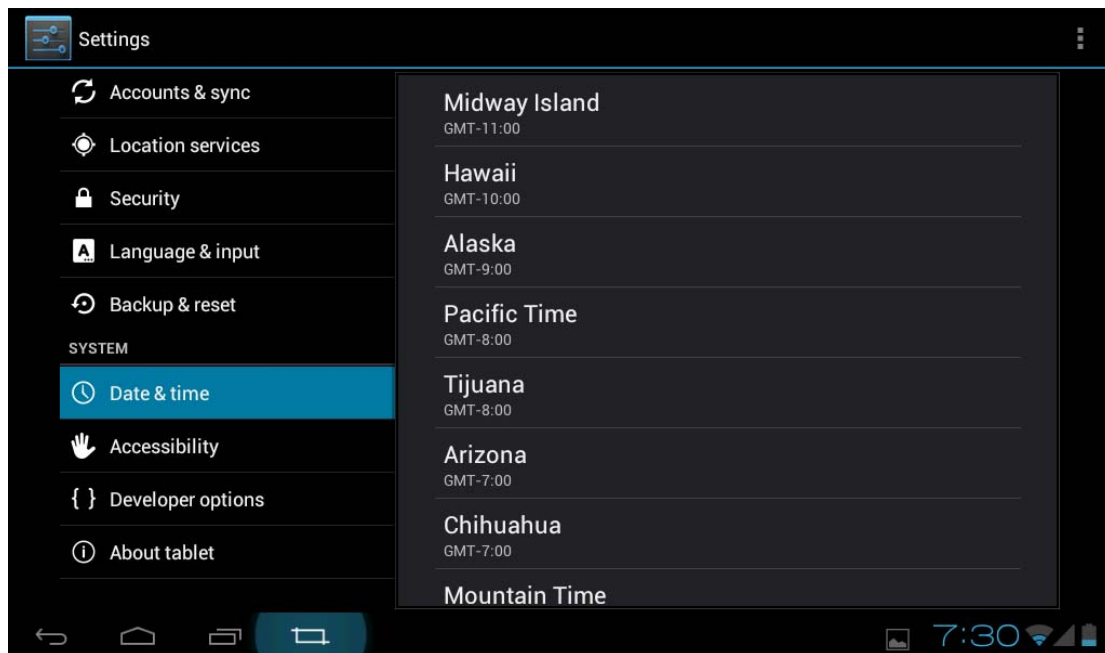 Settings
Accounts & sync
Location services
Security
Language & input
Backup & reset
SYSTEM
Date & time
Accessibility
{ } Developer options
About tablet
Midway Island
GMT-11:00
Hawaii
GMT-10:00
Alaska
GMT-9:00
Pacific Time
GMT-8:00
Tijuana
GMT-8:00
Arizona
GMT-7:00
Chihuahua
GMT-7:00
Mountain Time
7:30